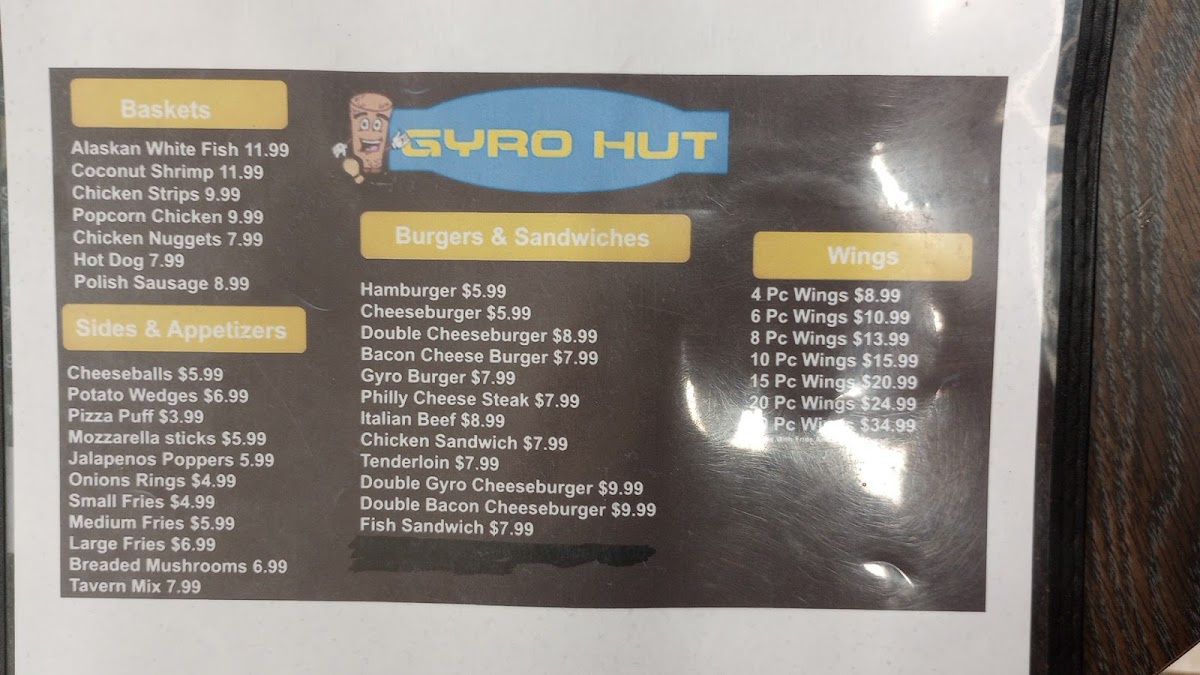 Baskets
Alaskan White Fish 11.99
Coconut Shrimp 11.99
Chicken Strips 9.99
Popcorn Chicken 9.99
Chicken Nuggets 7.99
Hot Dog 7.99
Polish Sausage 8.99
Sides & Appetizers
Cheeseballs $5.99
Potato Wedges $6.99
Pizza Puff $3.99
Mozzarella sticks $5.99
Jalapenos Poppers 5.99
Onions Rings $4.99
Small Fries $4.99
Medium Fries $5.99
Large Fries $6.99
Breaded Mushrooms 6.99
Tavern Mix 7.99
GYRO HUT
Burgers & Sandwiches
Hamburger $5.99
Cheeseburger $5.99
Double Cheeseburger $8.99
Bacon Cheese Burger $7.99
Gyro Burger $7.99
Philly Cheese Steak $7.99
Italian Beef $8.99
Chicken Sandwich $7.99
Tenderloin $7.99
Double Gyro Cheeseburger $9.99
Double Bacon Cheeseburger $9.99
Fish Sandwich $7.99
Wings
4 Pc Wings $8.99
6 Pc Wings $10.99
8 Pc Wings $13.99
10 Pc Wings $15.99
15 Pc Wings $20.99
20 Pc Wings $24.99
Pc $34.99